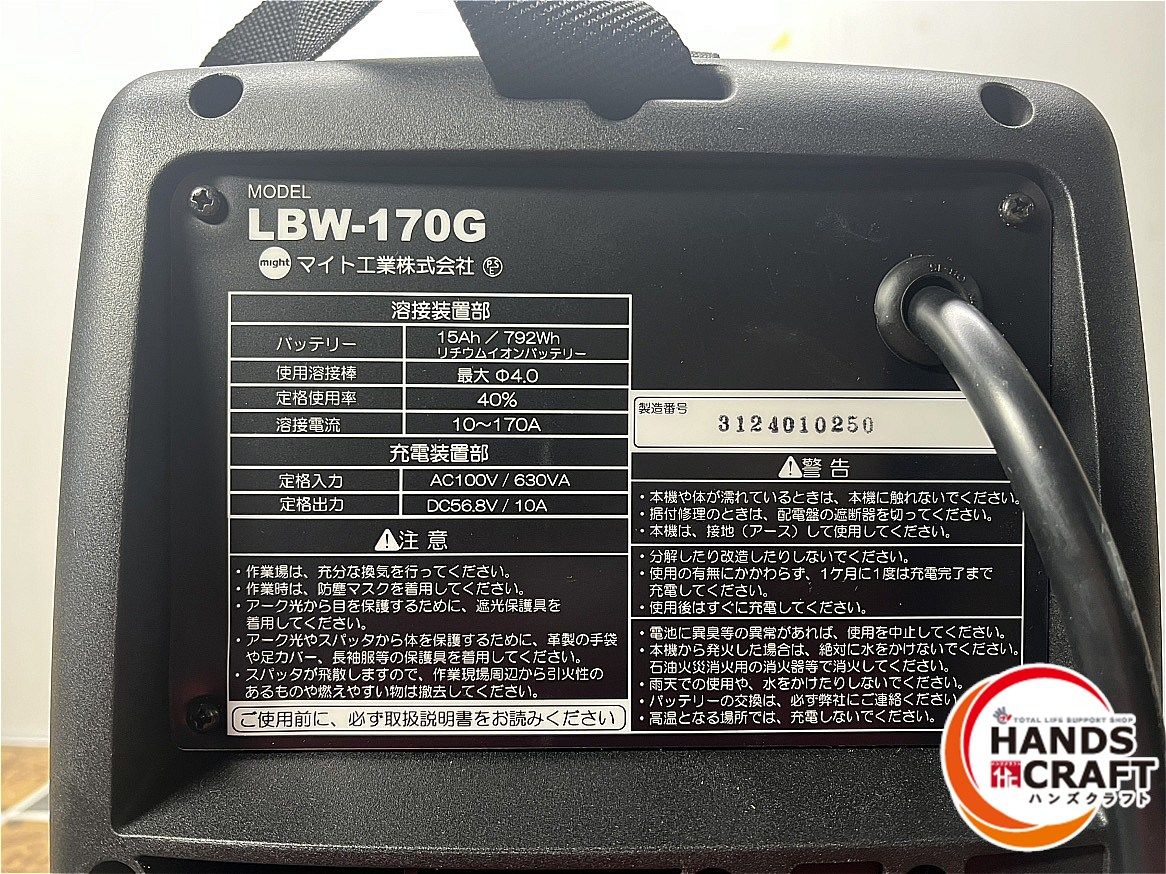 MODEL
LBW-170G
might マイト工業株式会社 PSE
溶接装置部
バッテリー 15Ah / 792Wh
リチウムイオンバッテリー
使用溶接棒 最大 Φ4.0
定格使用率 40%
溶接電流 10～170A
充電装置部
定格入力 AC100V / 630VA
定格出力 DC56.8V / 10A
注意
・作業場は、充分な換気を行ってください。
・作業時は、防塵マスクを着用してください。
・アーク光から目を保護するために、遮光保護具を
着用してください。
・アーク光やスパッタから体を保護するために、革製の手袋
や足カバー、長袖服等の保護具を着用してください。
・スパッタが飛散しますので、作業現場周辺から引火性の
あるものや燃えやすい物は撤去してください。
ご使用前に、必ず取扱説明書をお読みください
製造番号
3124010250
警告
・本機や体が濡れているときは、本機に触れないでください。
・据付修理のときは、配電盤の遮断器を切ってください。
・本機は、接地（アース）して使用してください。
・分解したり改造したりしないでください。
・使用の有無にかかわらず、1ケ月に1度は充電完了まで
充電してください。
・使用後はすぐに充電してください。
・電池に異臭等の異常があれば、使用を中止してください。
・本機から発火した場合は、絶対に水をかけないでください。
石油火災消火用の消火器等で消火してください。
・雨天での使用や、水をかけたりしないでください。
・バッテリーの交換は、必ず弊社にご連絡くださ
・高温となる場所では、充電しないでください。
TOTAL LIFE SUPPORT SHOP
HANDS
CRAFT
ハンズクラフト